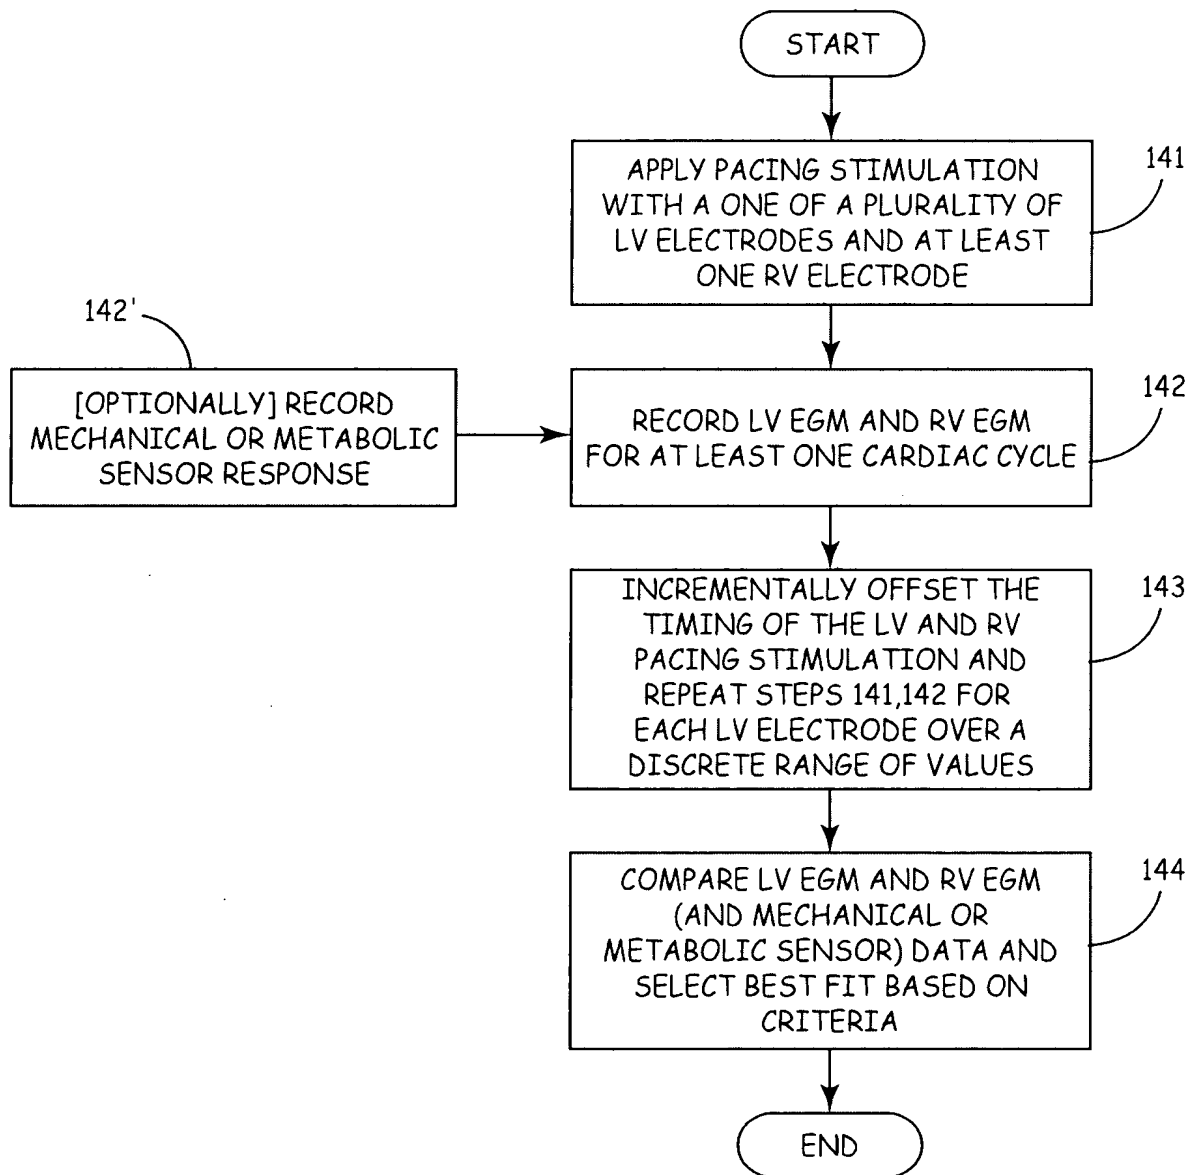 START
APPLY PACING STIMULATION
WITH A ONE OF A PLURALITY OF
LV ELECTRODES AND AT LEAST
ONE RV ELECTRODE
141
142'
[OPTIONALLY] RECORD
MECHANICAL OR METABOLIC
SENSOR RESPONSE
RECORD LV EGM AND RV EGM
FOR AT LEAST ONE CARDIAC CYCLE
142
INCREMENTALLY OFFSET THE
TIMING OF THE LV AND RV
PACING STIMULATION AND
REPEAT STEPS 141,142 FOR
EACH LV ELECTRODE OVER A
DISCRETE RANGE OF VALUES
143
COMPARE LV EGM AND RV EGM
(AND MECHANICAL OR
METABOLIC SENSOR) DATA AND
SELECT BEST FIT BASED ON
CRITERIA
144
END